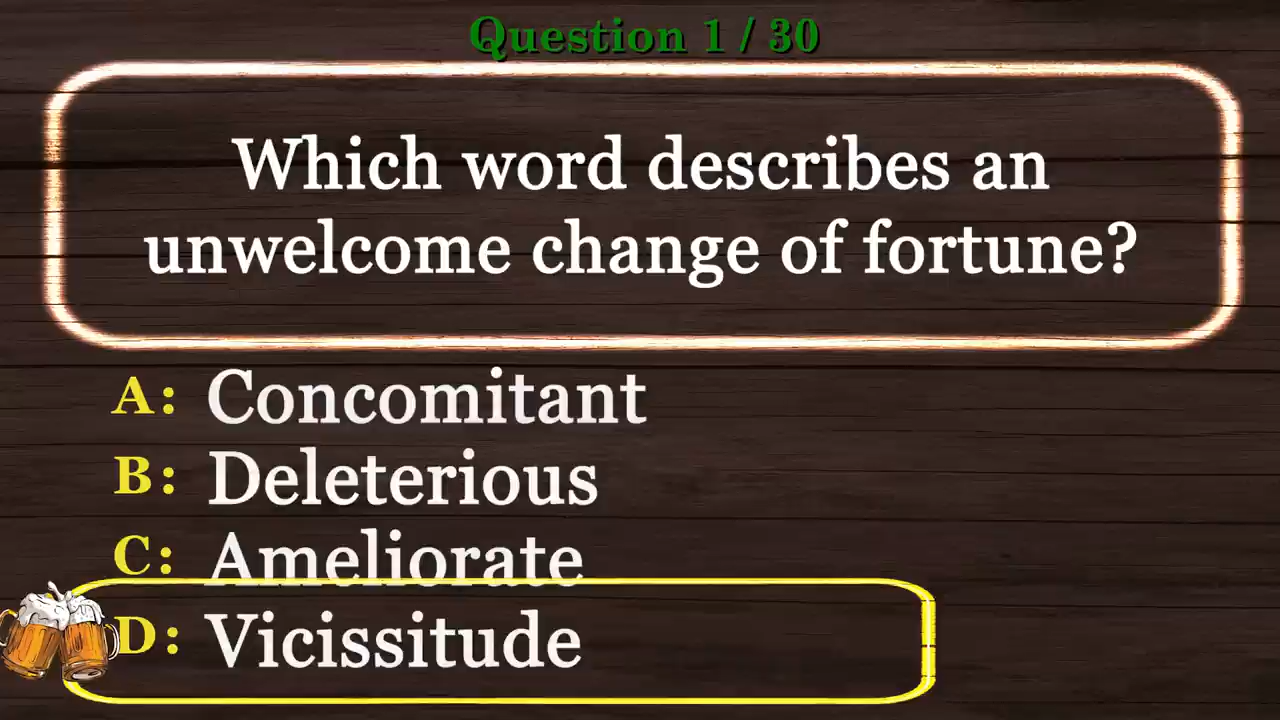 Question 1 / 30
Which word describes an
unwelcome change of fortune?
A: Concomitant
B: Deleterious
C: Ameliorate
D: Vicissitude